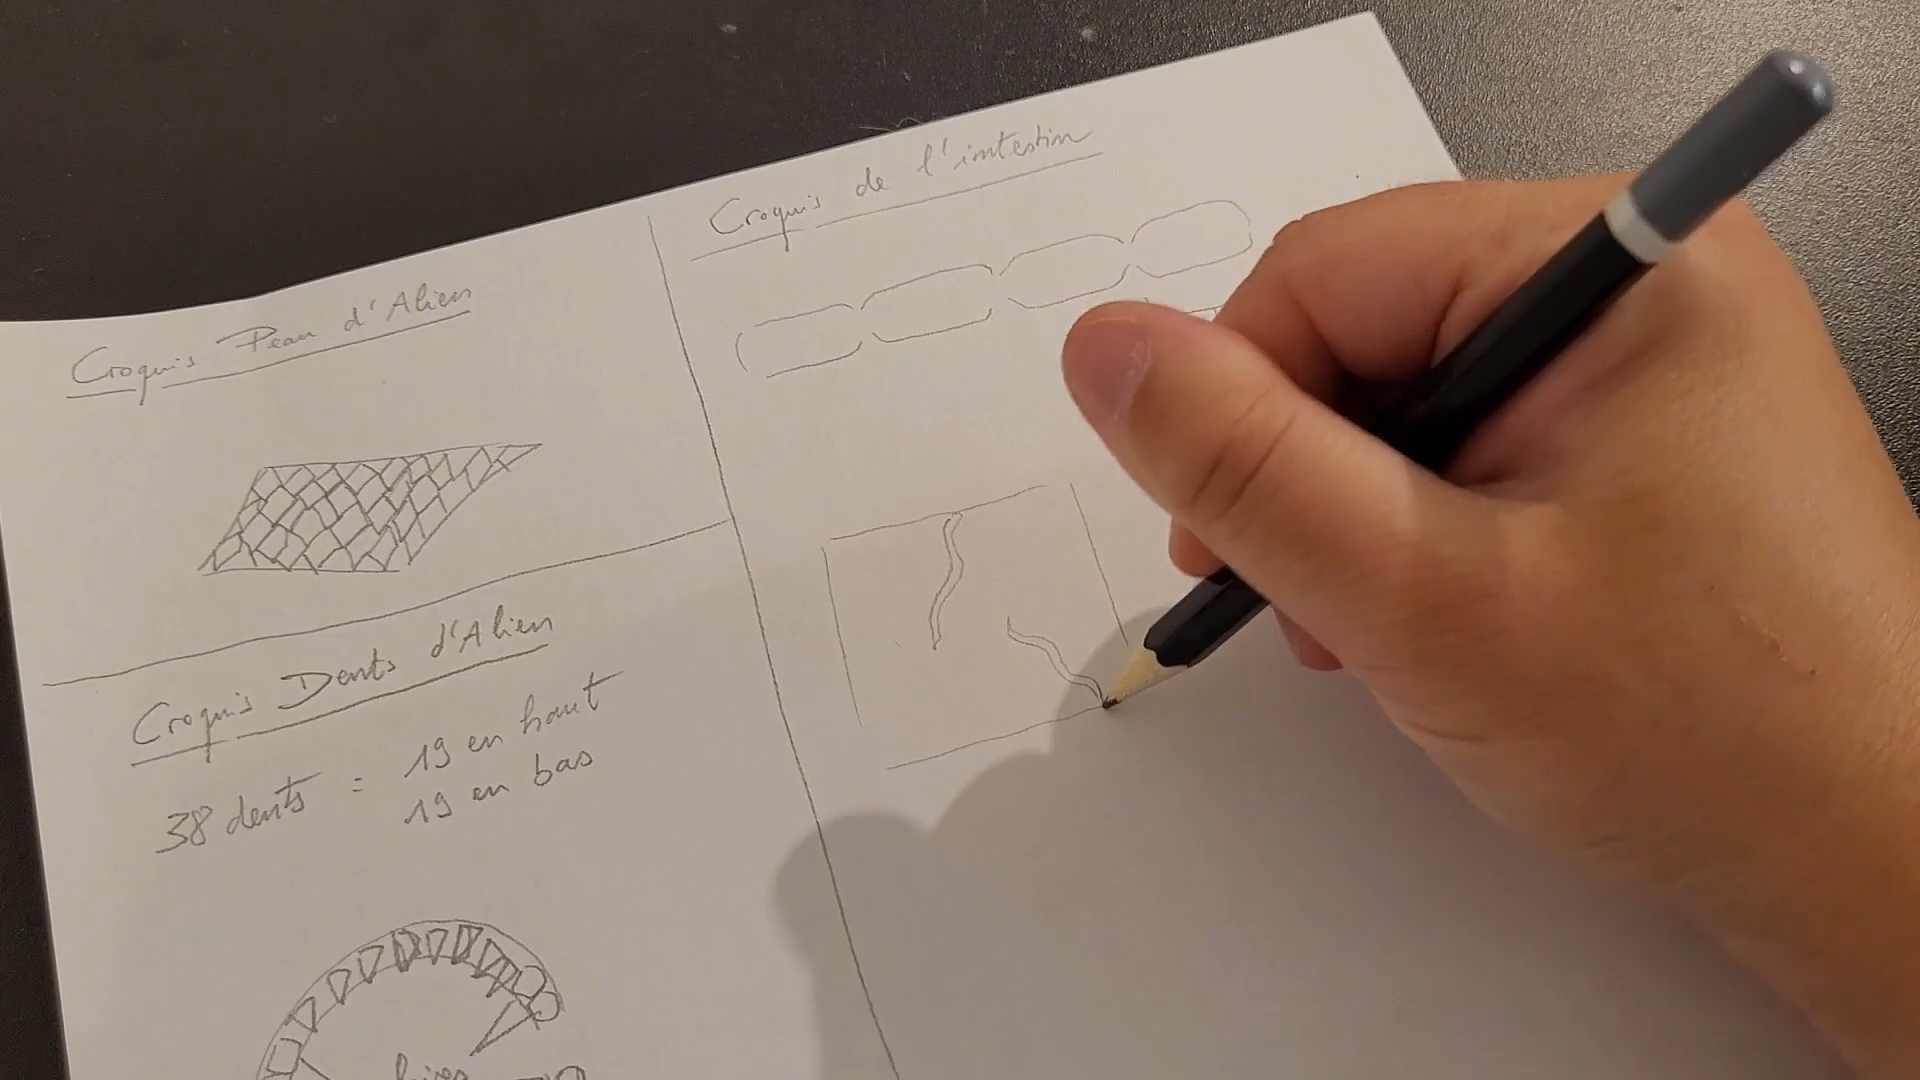 Croquis Peau d'Alien
Croquis Dents d'Alien
38 dents = 19 en haut
19 en bas
Croquis de l'intestin